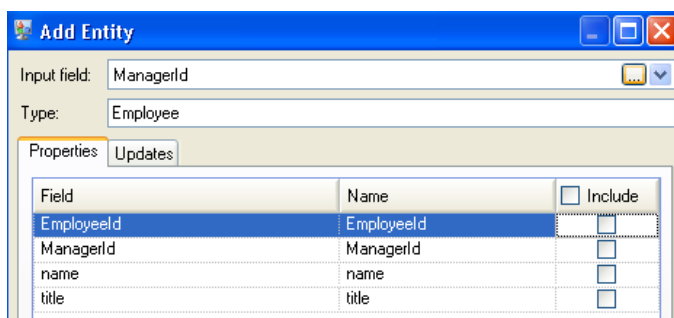 Add Entity
Input field: ManagerId ...
Type: Employee
Properties Updates
Field Name Include
EmployeeId EmployeeId
ManagerId ManagerId
name name
title title